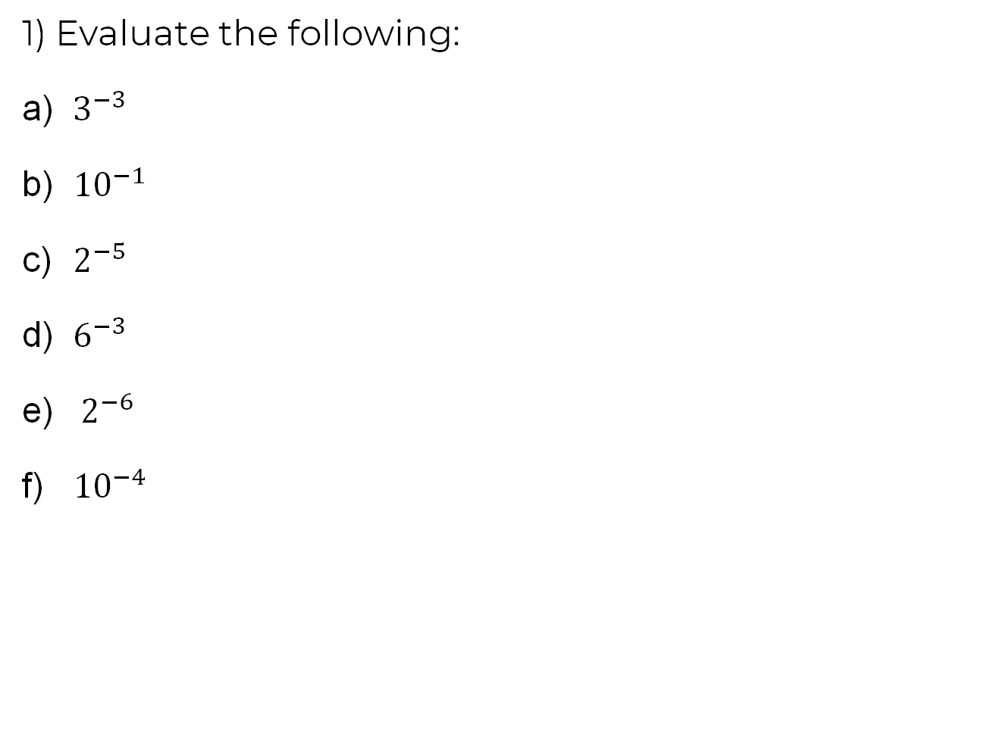 1) Evaluate the following:
a) 3⁻³
b) 10⁻¹
c) 2⁻⁵
d) 6⁻³
e) 2⁻⁶
f) 10⁻⁴